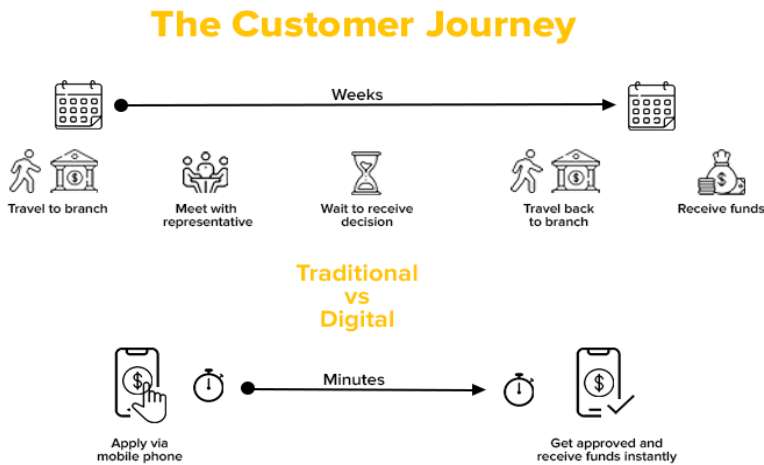 The Customer Journey
Weeks
Travel to branch
Meet with
representative
Wait to receive
decision
Travel back
to branch
Receive funds
Traditional
vs
Digital
Minutes
Apply via
mobile phone
Get approved and
receive funds instantly